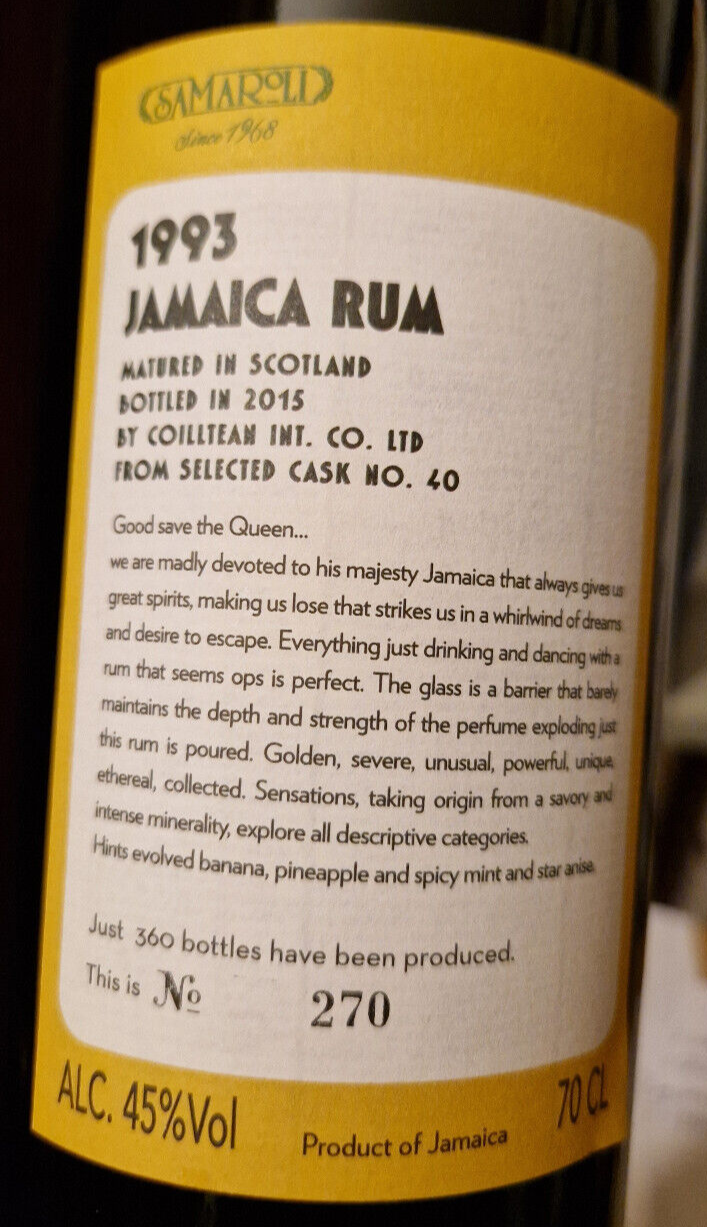 SAMAROLI
Since 1968
1993
JAMAICA RUM
MATURED IN SCOTLAND
BOTTLED IN 2015
BY COILLTEAN INT. CO. LTD
FROM SELECTED CASK NO. 40
Good save the Queen...
we are madly devoted to his majesty Jamaica that always gives us
great spirits, making us lose that strikes us in a whirlwind of dreams
and desire to escape. Everything just drinking and dancing with a
rum that seems ops is perfect. The glass is a barrier that barely
maintains the depth and strength of the perfume exploding just
this rum is poured. Golden, severe, unusual, powerful, unique,
ethereal, collected. Sensations, taking origin from a savory and
intense minerality, explore all descriptive categories.
Hints evolved banana, pineapple and spicy mint and star anise.
Just 360 bottles have been produced.
This is No 270
ALC. 45%Vol
Product of Jamaica
70 CL